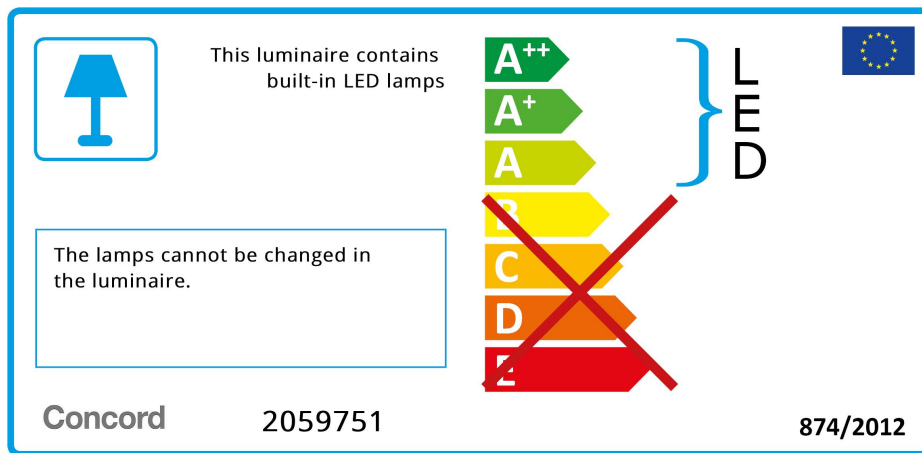 This luminaire contains
built-in LED lamps
A++
A+
A
B
C
D
E
L
E
D
The lamps cannot be changed in
the luminaire.
Concord
2059751
874/2012